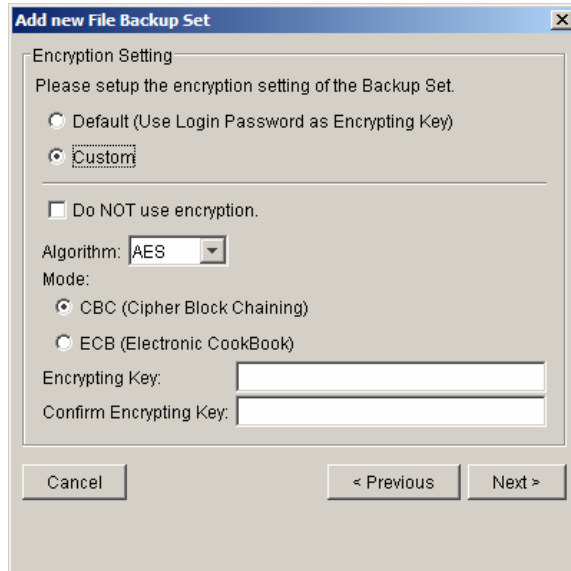 Add new File Backup Set
Encryption Setting
Please setup the encryption setting of the Backup Set.
Default (Use Login Password as Encrypting Key)
Custom
Do NOT use encryption.
Algorithm: AES
Mode:
CBC (Cipher Block Chaining)
ECB (Electronic CookBook)
Encrypting Key:
Confirm Encrypting Key:
Cancel < Previous Next >